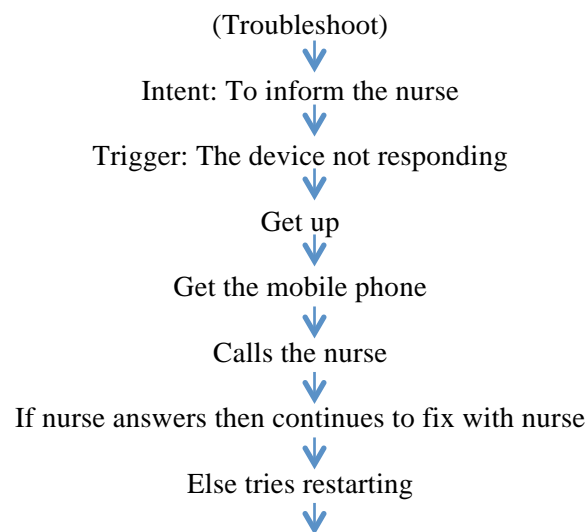 (Troubleshoot)
Intent: To inform the nurse
Trigger: The device not responding
Get up
Get the mobile phone
Calls the nurse
If nurse answers then continues to fix with nurse
Else tries restarting